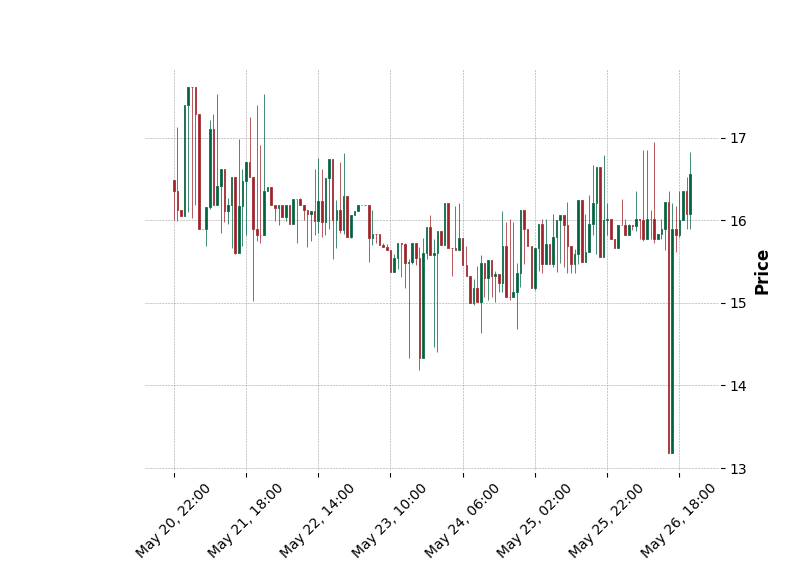 17
16
15
14
13
Price
May 20, 22:00
May 21, 18:00
May 22, 14:00
May 23, 10:00
May 24, 06:00
May 25, 02:00
May 25, 22:00
May 26, 18:00